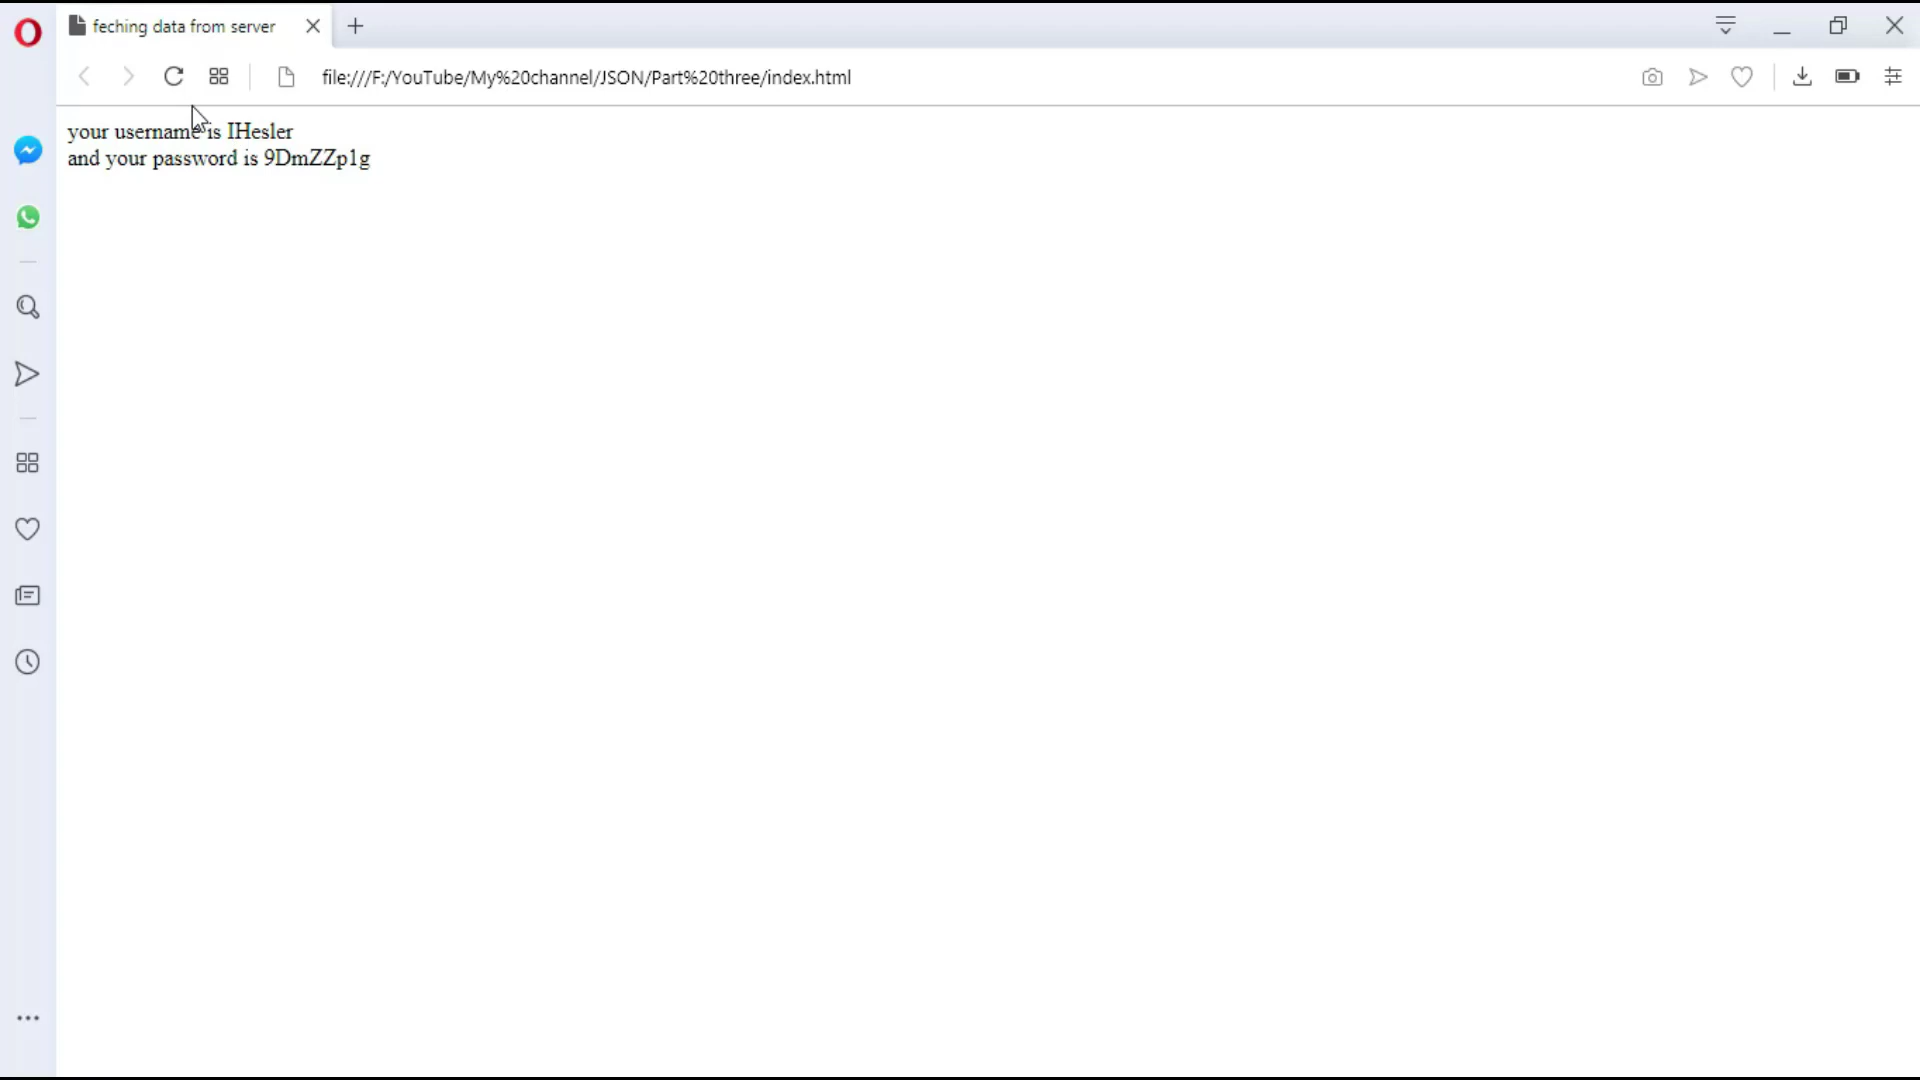 feching data from server
file:///F:/YouTube/My%20channel/JSON/Part%20three/index.html
your username is IHesler
and your password is 9DmZZp1g